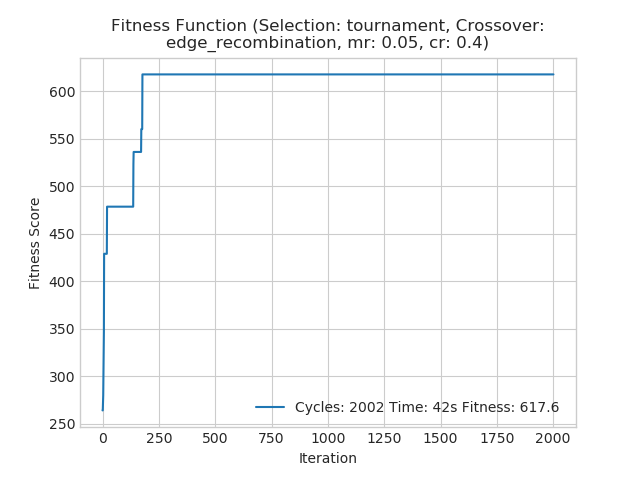 Fitness Function (Selection: tournament, Crossover:
edge_recombination, mr: 0.05, cr: 0.4)
Fitness Score
600
550
500
450
400
350
300
250
Cycles: 2002 Time: 42s Fitness: 617.6
0 250 500 750 1000 1250 1500 1750 2000
Iteration